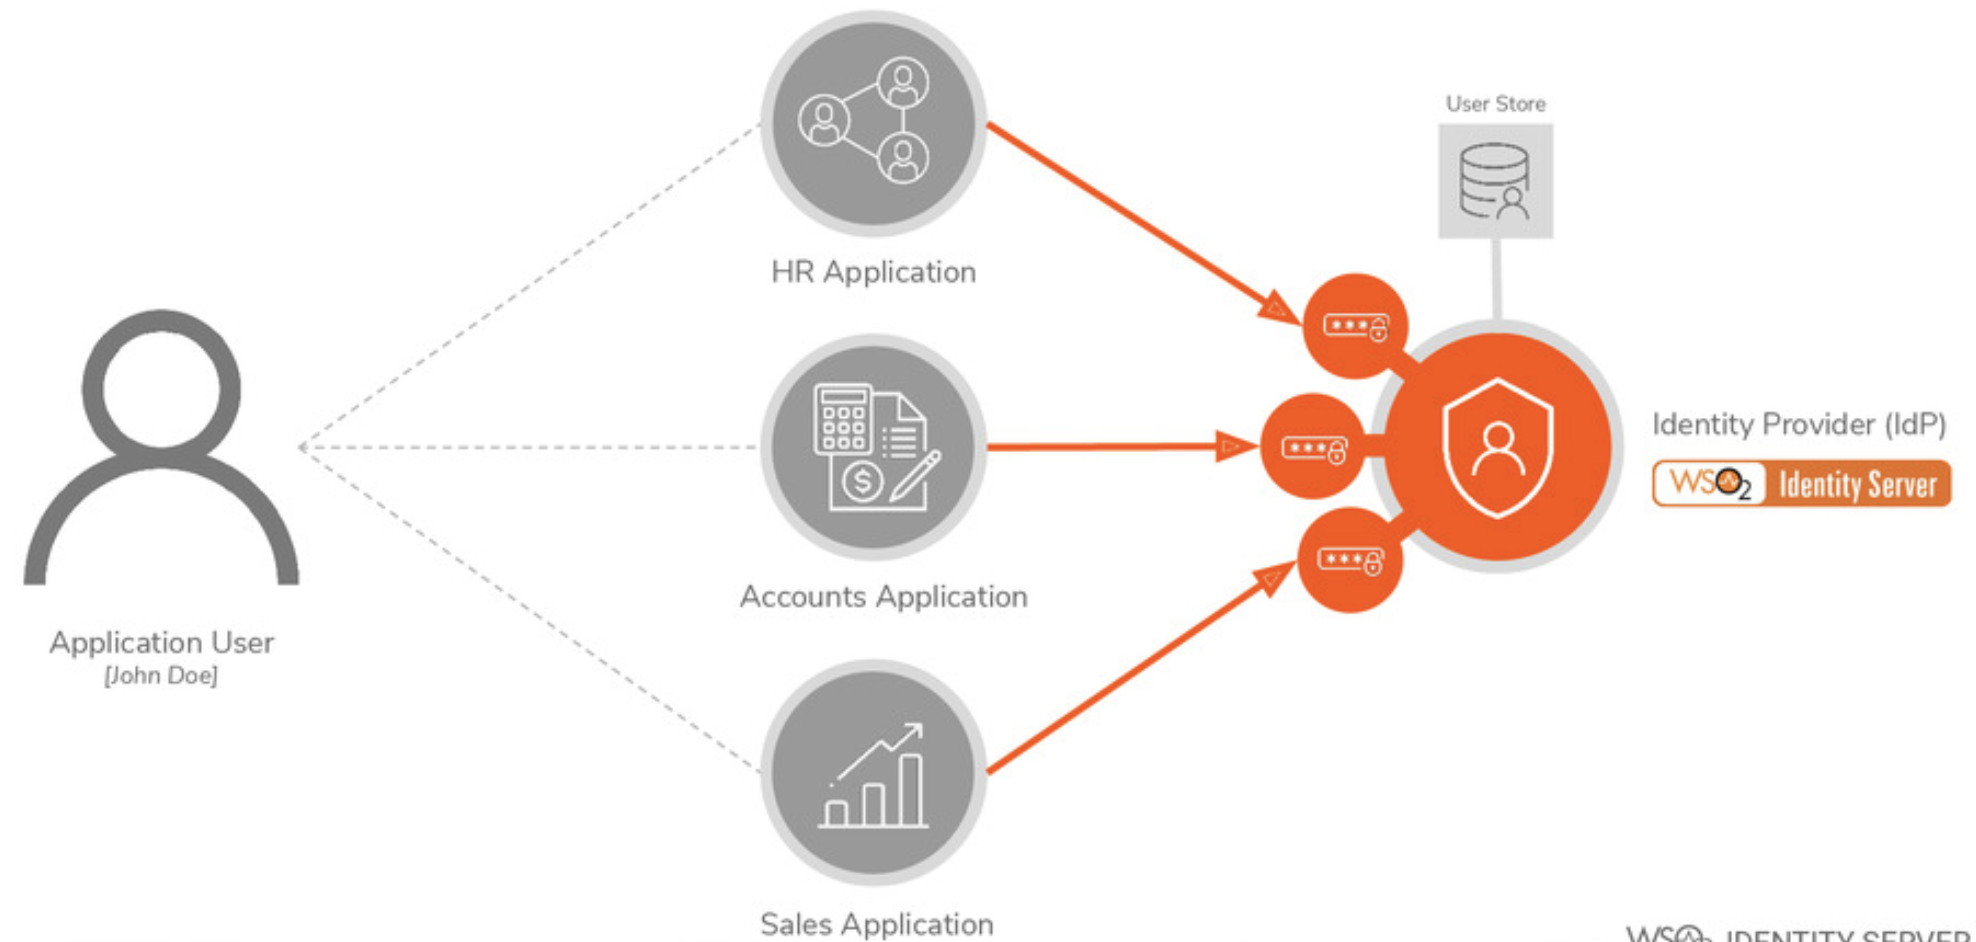 User Store
HR Application
Identity Provider (IdP)
WSO2 Identity Server
Accounts Application
Application User
[John Doe]
Sales Application
WSO2 IDENTITY SERVER